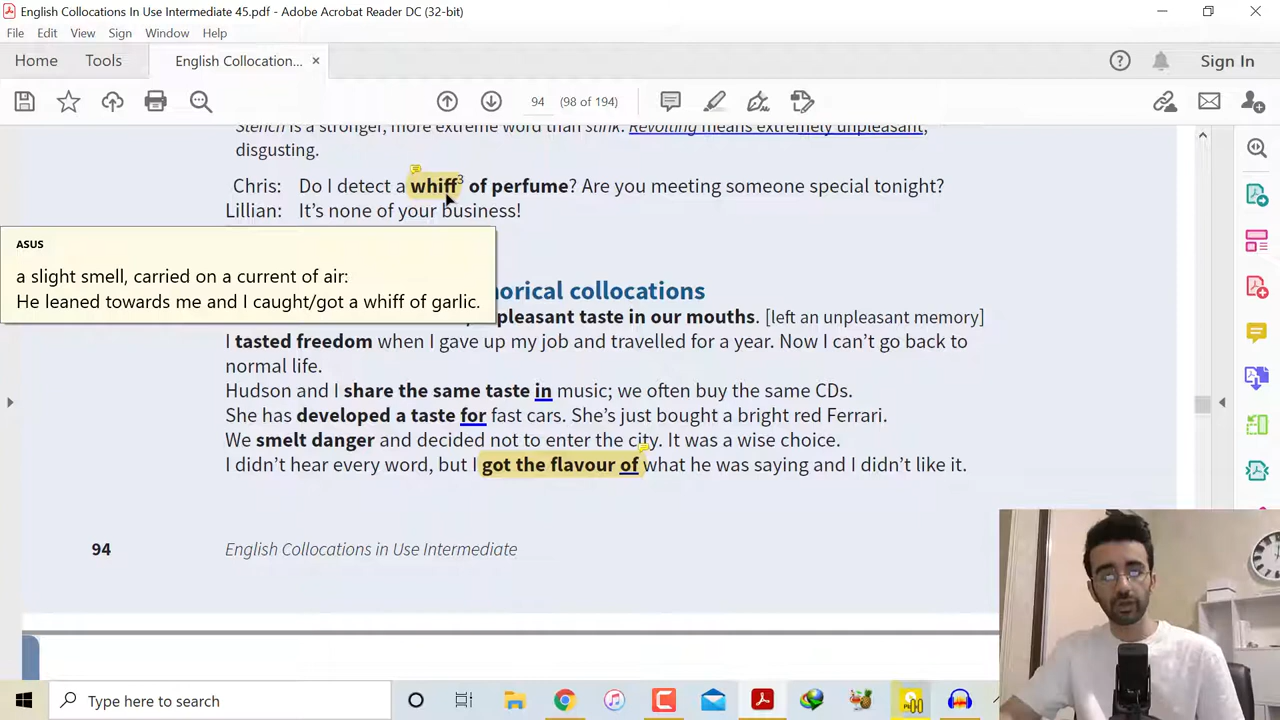 English Collocations In Use Intermediate 45.pdf - Adobe Acrobat Reader DC (32-bit)
File Edit View Sign Window Help
Home Tools English Collocation... × Sign In
94 (98 of 194)
Stench is a stronger, more extreme word than stink. Revolting means extremely unpleasant,
disgusting.
Chris: Do I detect a whiff3 of perfume? Are you meeting someone special tonight?
Lillian: It's none of your business!
ASUS
a slight smell, carried on a current of air:
He leaned towards me and I caught/got a whiff of garlic.
orical collocations
pleasant taste in our mouths. [left an unpleasant memory]
I tasted freedom when I gave up my job and travelled for a year. Now I can't go back to
normal life.
Hudson and I share the same taste in music; we often buy the same CDs.
She has developed a taste for fast cars. She's just bought a bright red Ferrari.
We smelt danger and decided not to enter the city. It was a wise choice.
I didn't hear every word, but I got the flavour of what he was saying and I didn't like it.
94 English Collocations in Use Intermediate
Type here to search